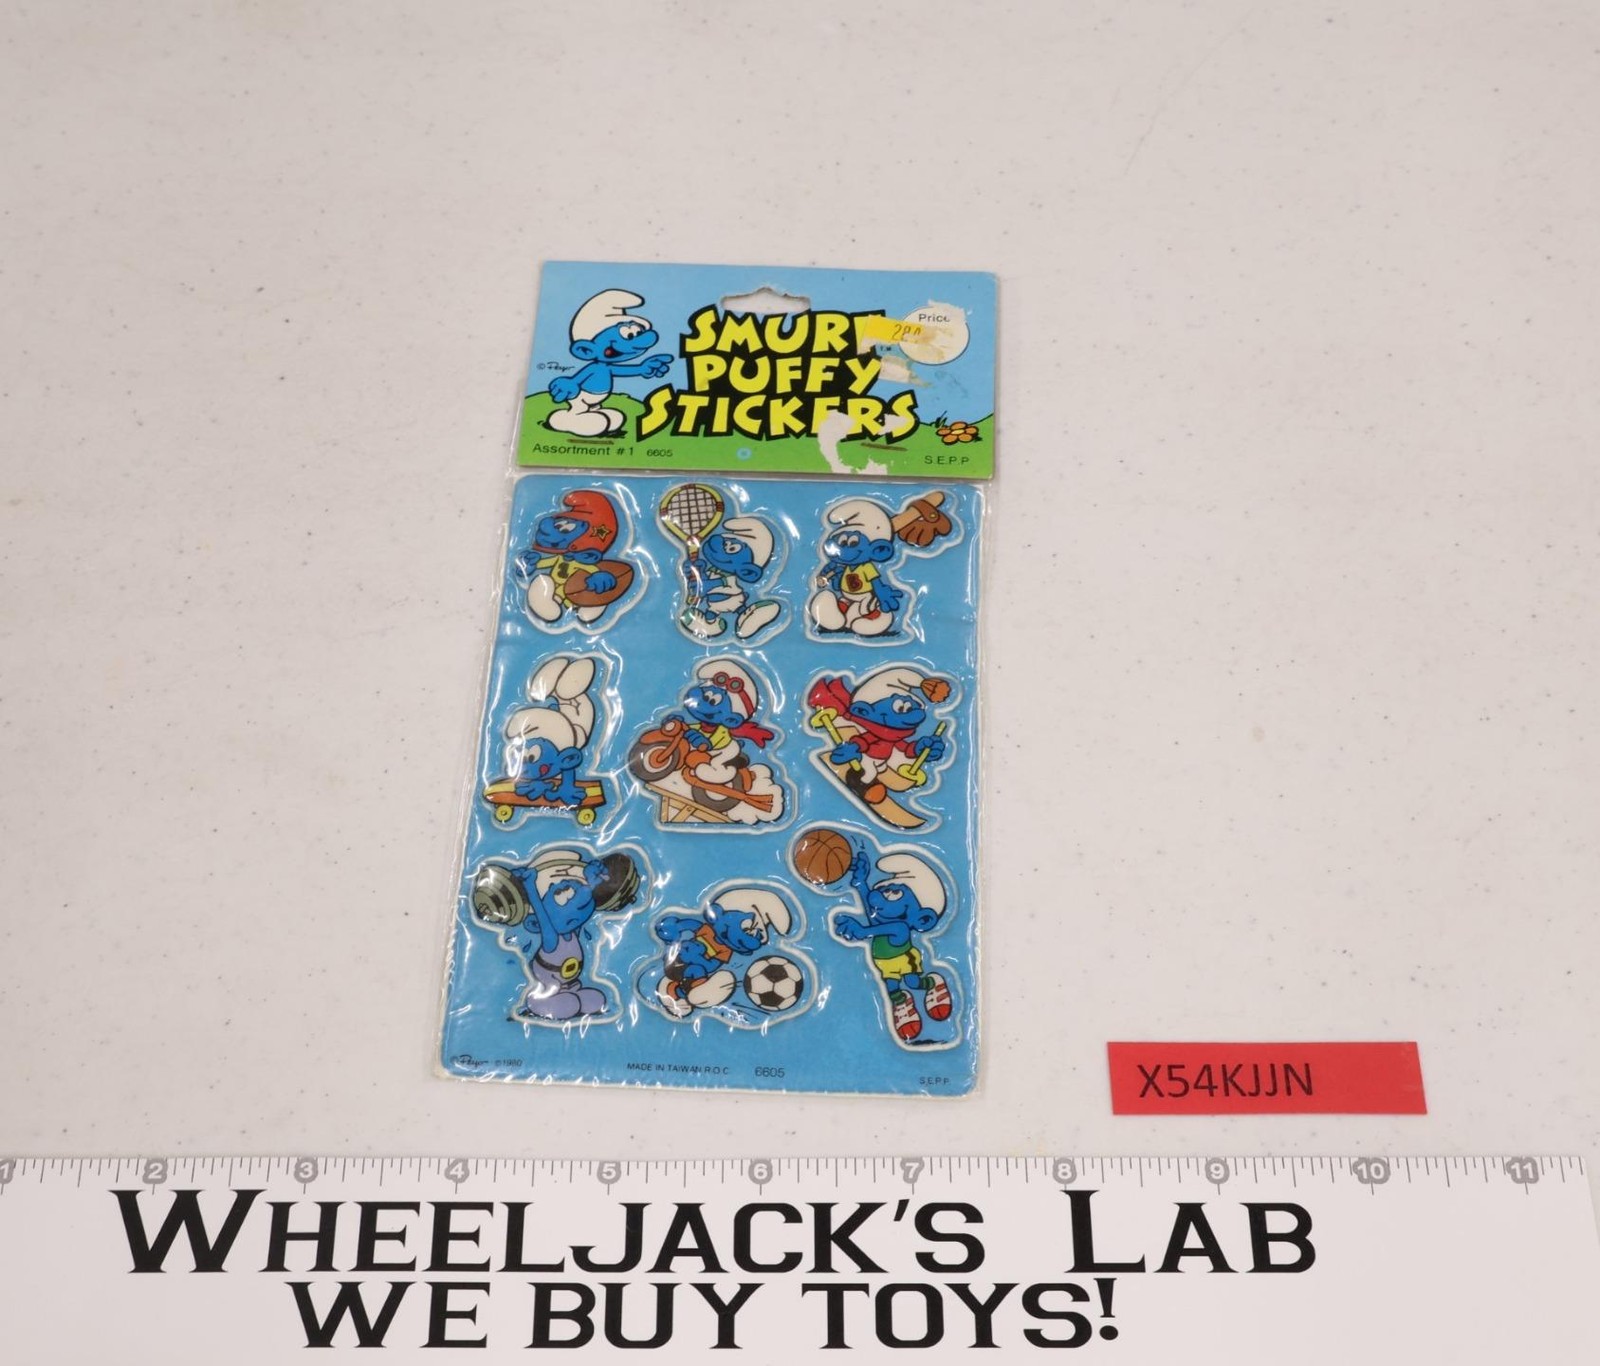 SMURF
PUFFY
STICKERS
Price
© Peyo
Assortment #1 6605
S.E.P.P.
© Peyo ©1980
MADE IN TAIWAN R.O.C. 6605
S.E.P.P.
X54KJJN
1 2 3 4 5 6 7 8 9 10 11
WHEELJACK'S LAB
WE BUY TOYS!